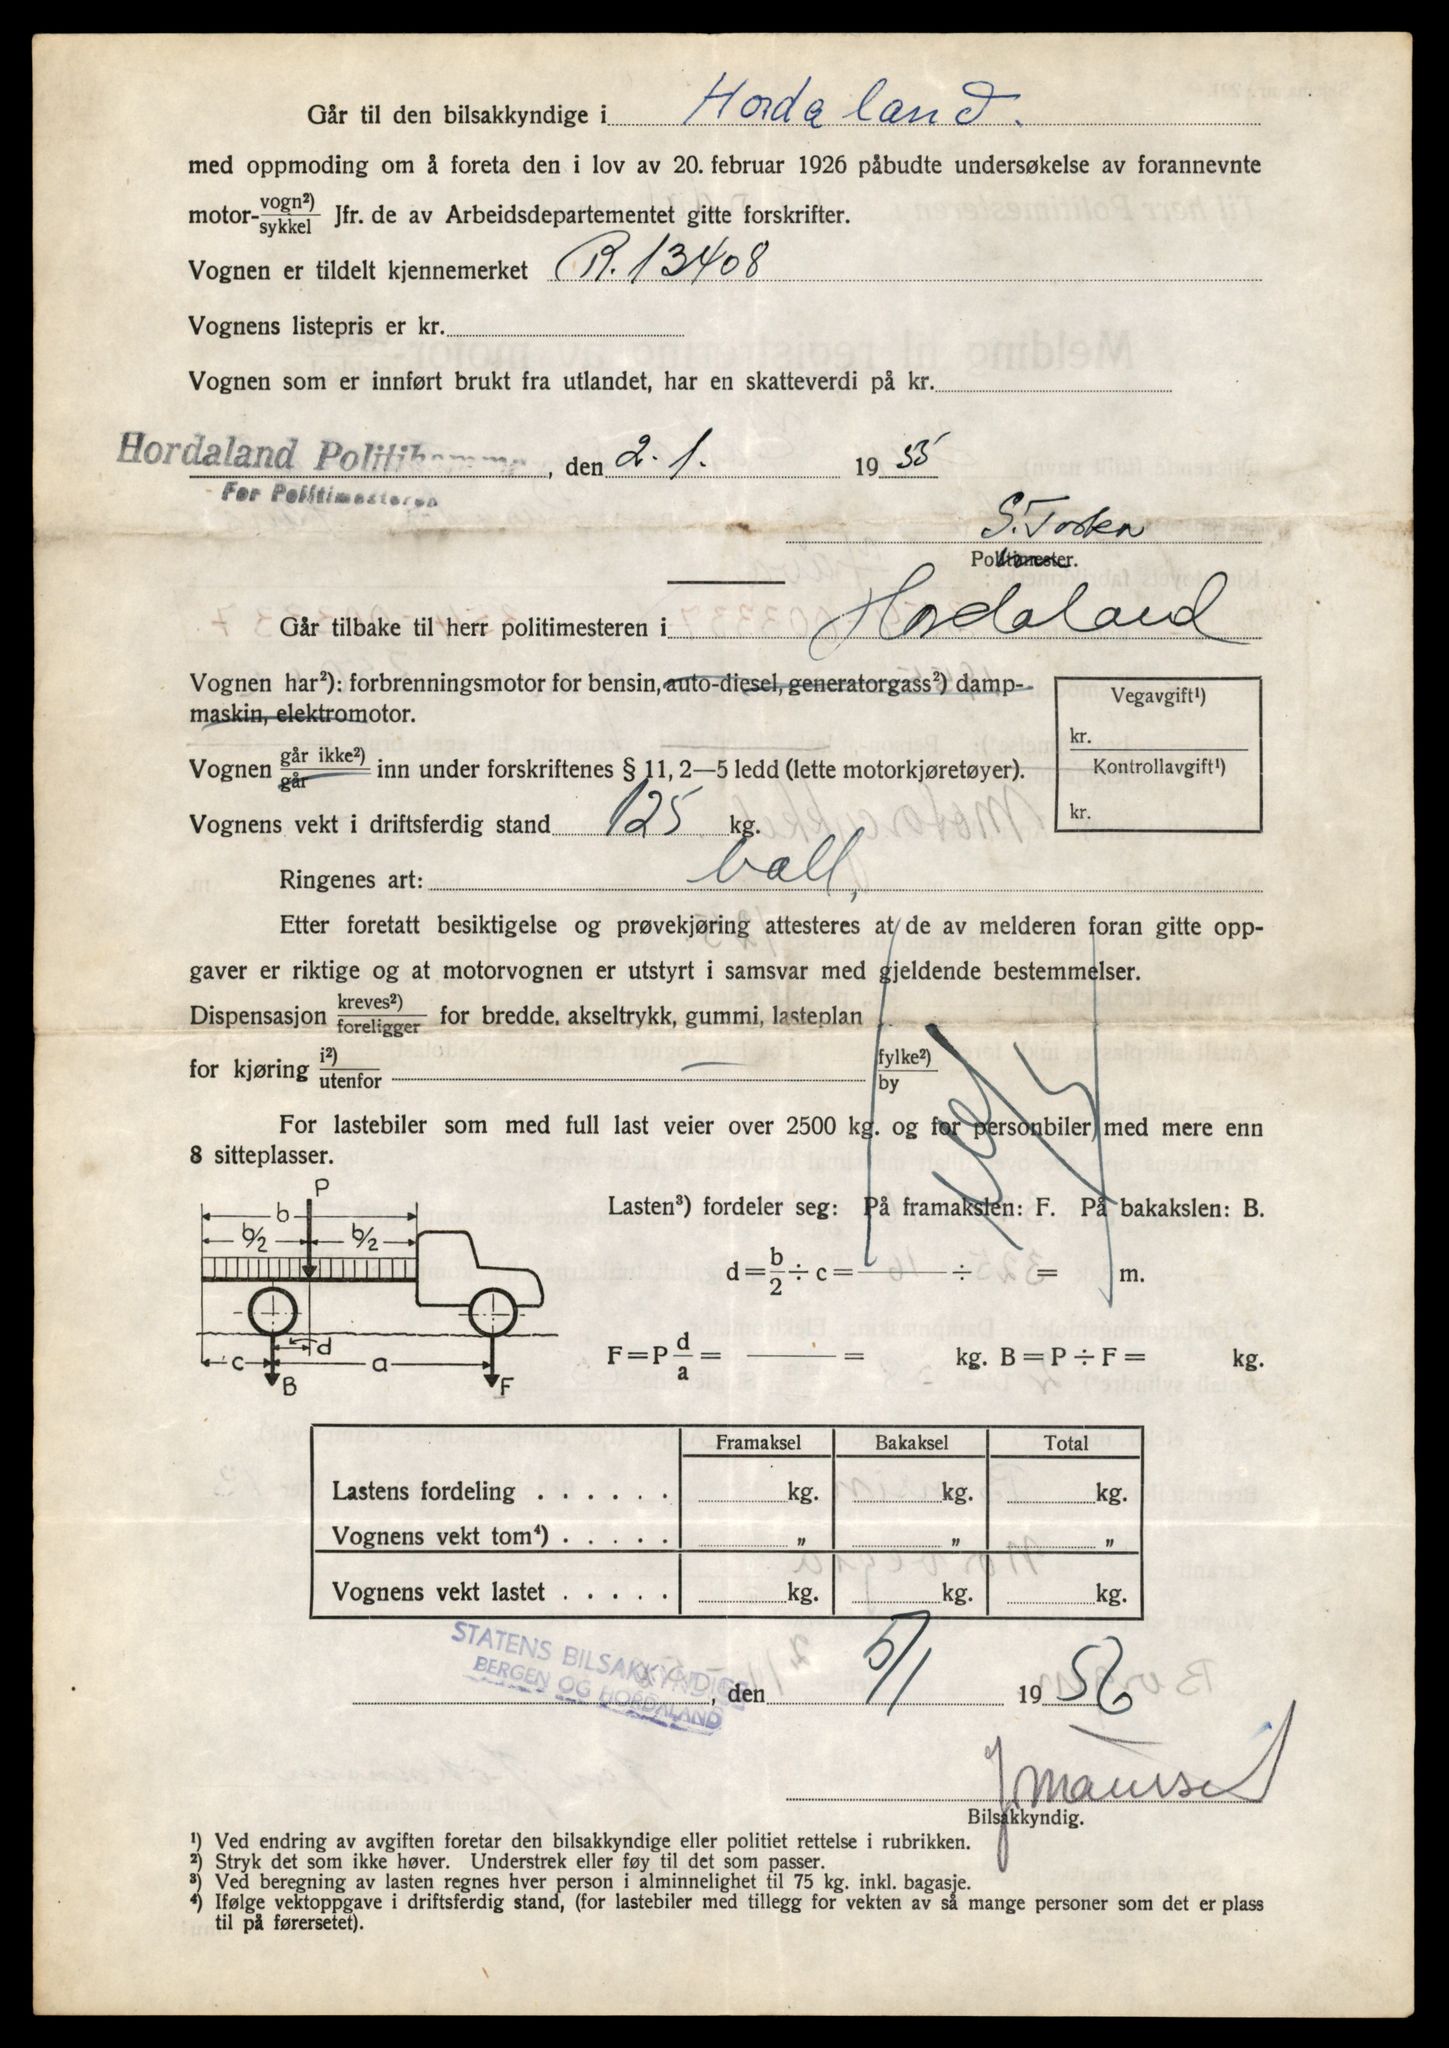 Går til den bilsakkyndige i Hordaland.
med oppmoding om å foreta den i lov av 20. februar 1926 påbudte undersøkelse av forannevnte
motor-vogn²)/sykkel Jfr. de av Arbeidsdepartementet gitte forskrifter.
Vognen er tildelt kjennemerket R. 13408
Vognens listepris er kr.
Vognen som er innført brukt fra utlandet, har en skatteverdi på kr.
Hordaland Politikammer, den 2. 1. 1955
For Politimesteren
Politimester.
Går tilbake til herr politimesteren i Hordaland
Vognen har²): forbrenningsmotor for bensin, auto-diesel, generatorgass²) damp-
maskin, elektromotor.
Vegavgift¹)
kr.
Kontrollavgift¹)
kr.
Vognen går ikke²)/går inn under forskriftenes § 11, 2—5 ledd (lette motorkjøretøyer).
Vognens vekt i driftsferdig stand 125 kg.
Ringenes art: ball,
Etter foretatt besiktigelse og prøvekjøring attesteres at de av melderen foran gitte opp-
gaver er riktige og at motorvognen er utstyrt i samsvar med gjeldende bestemmelser.
Dispensasjon kreves²)/foreligger for bredde, akseltrykk, gummi, lasteplan
for kjøring i²)/utenfor fylke²)/by
For lastebiler som med full last veier over 2500 kg. og for personbiler med mere enn
8 sitteplasser.
P
b
b/2 b/2
d
c a
B F
Lasten³) fordeler seg: På framakslen: F. På bakakslen: B.
d = b/2 ÷ c = ÷ = m.
F = P d/a = = kg. B = P ÷ F = kg.
Framaksel Bakaksel Total
Lastens fordeling . . . . . . kg. kg. kg.
Vognens vekt tom⁴) . . . . . „ „ „
Vognens vekt lastet . . . . . kg. kg. kg.
STATENS BILSAKKYNDIGE
BERGEN OG HORDALAND
, den 5/1 1956
Bilsakkyndig.
¹) Ved endring av avgiften foretar den bilsakkyndige eller politiet rettelse i rubrikken.
²) Stryk det som ikke høver. Understrek eller føy til det som passer.
³) Ved beregning av lasten regnes hver person i alminnelighet til 75 kg. inkl. bagasje.
⁴) Ifølge vektoppgave i driftsferdig stand, (for lastebiler med tillegg for vekten av så mange personer som det er plass
til på førersetet).